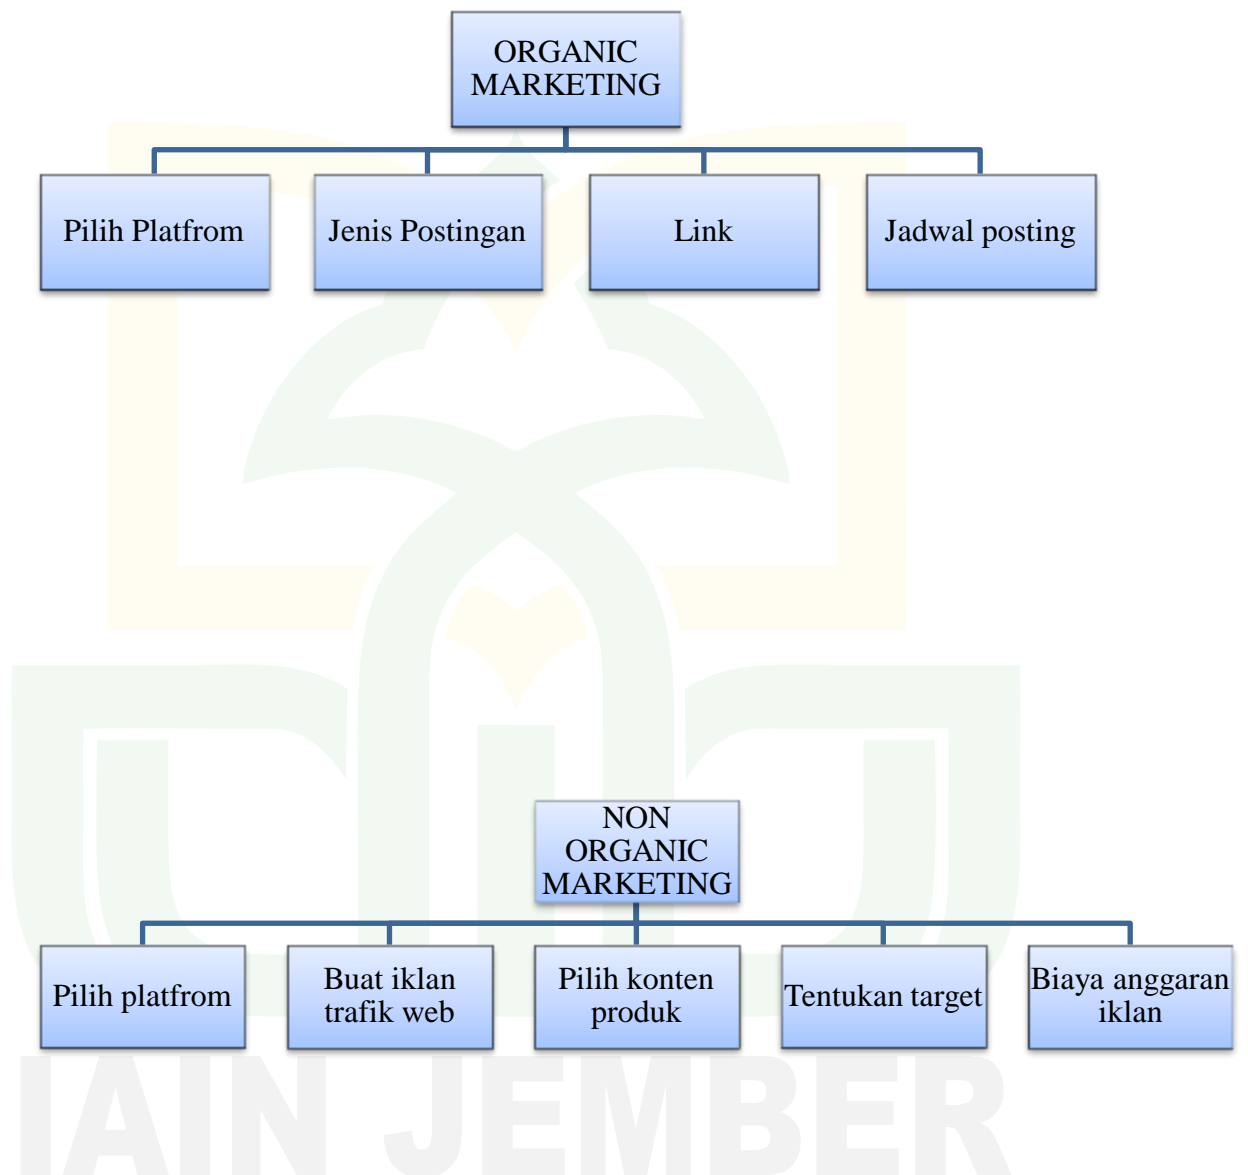 ORGANIC
MARKETING
Pilih Platfrom
Jenis Postingan
Link
Jadwal posting
NON
ORGANIC
MARKETING
Pilih platfrom
Buat iklan
trafik web
Pilih konten
produk
Tentukan target
Biaya anggaran
iklan
IAIN JEMBER